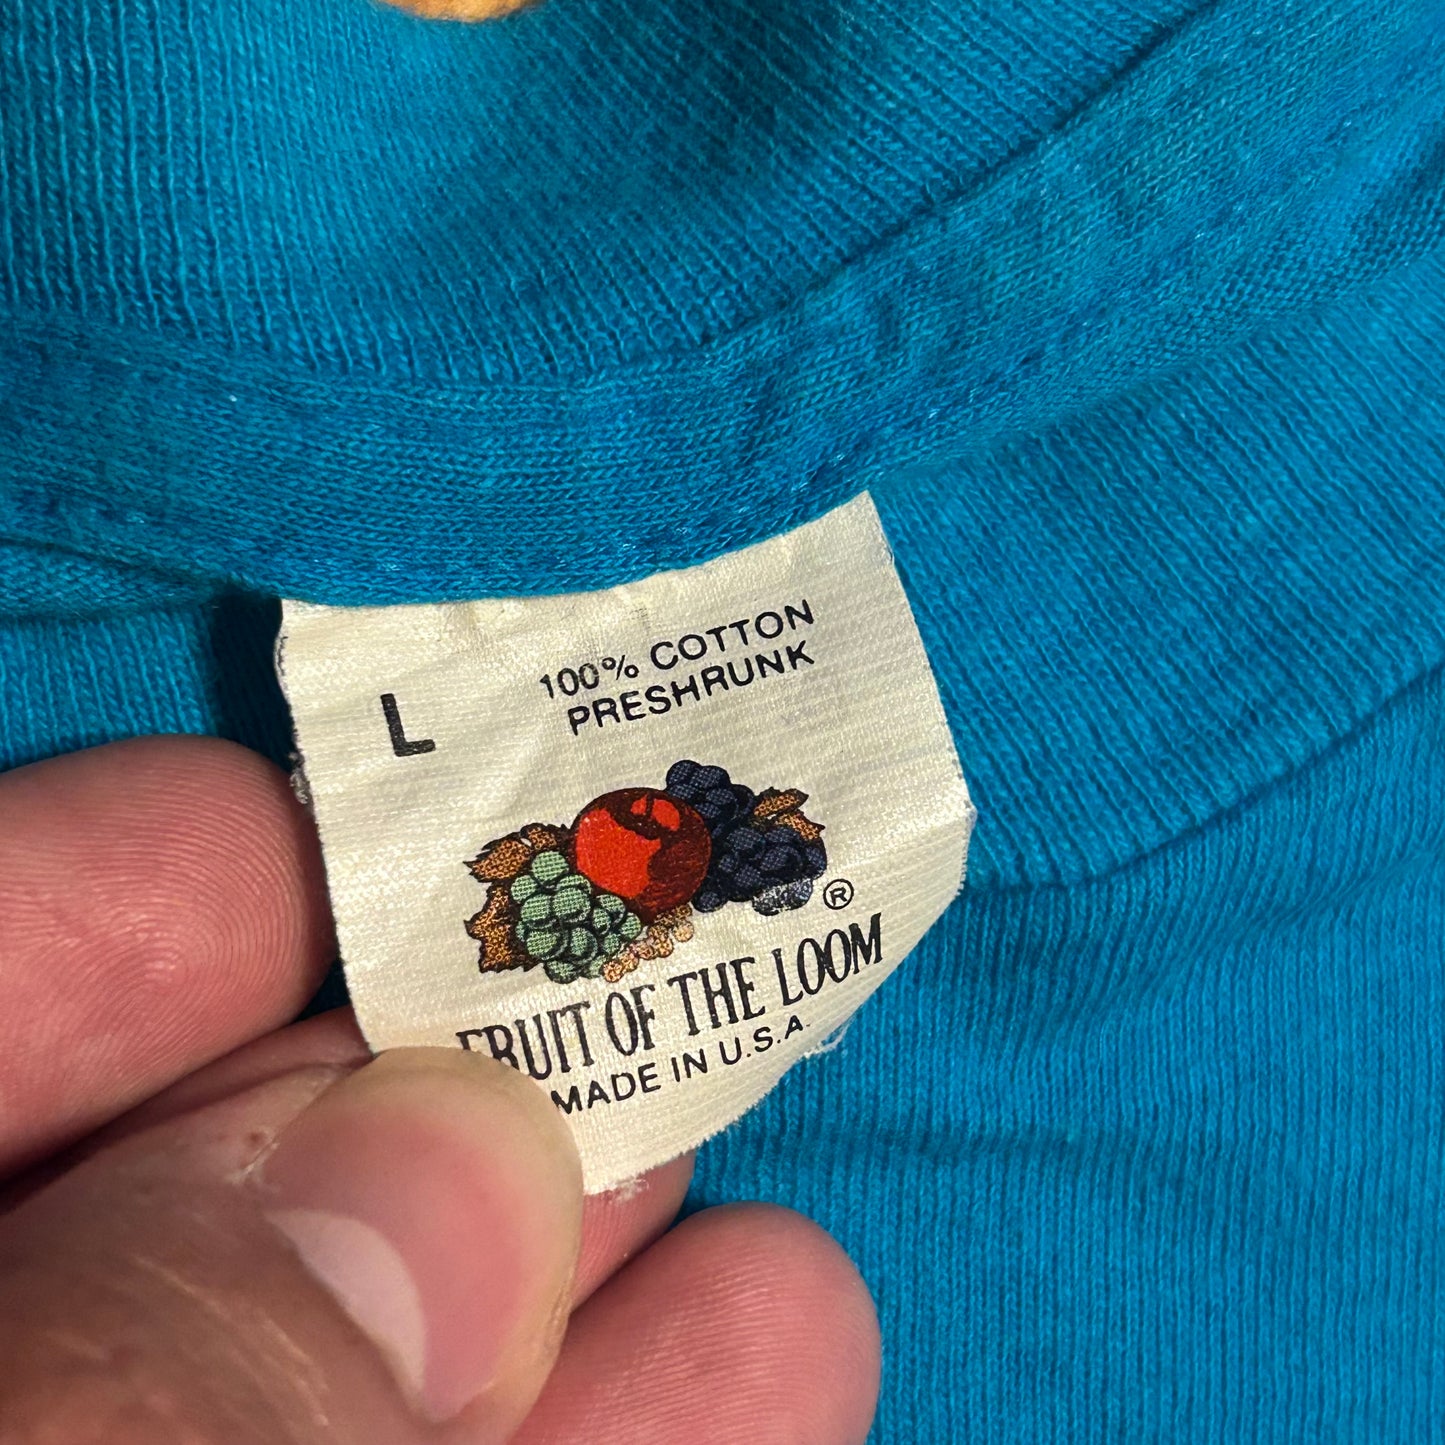 100% COTTON
PRESHRUNK
L
®
FRUIT OF THE LOOM
MADE IN U.S.A.